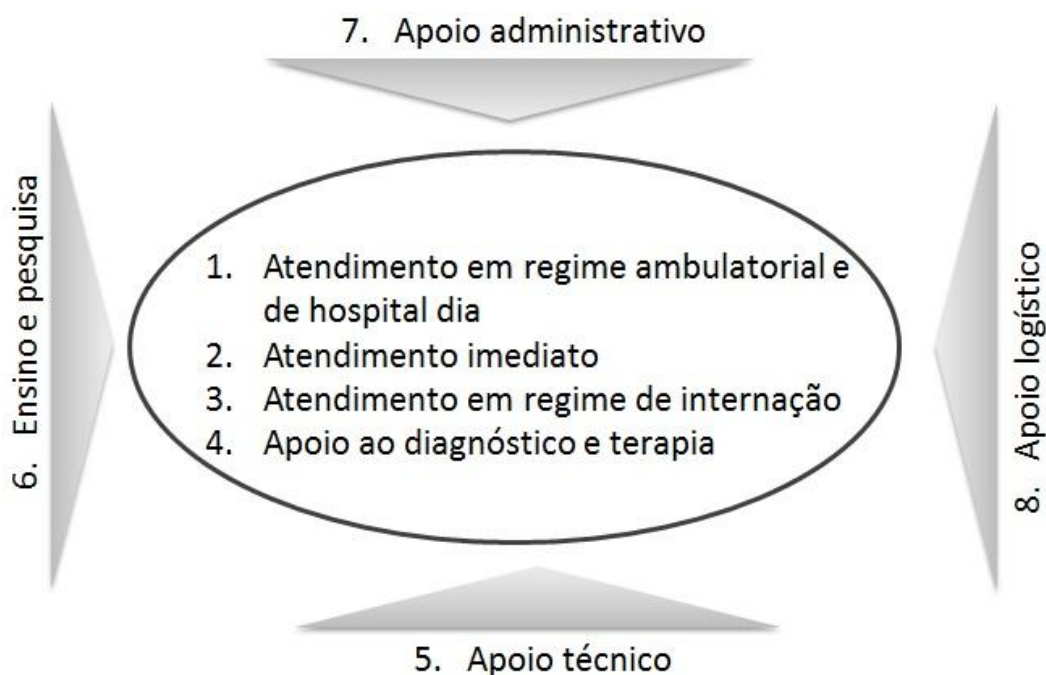 7. Apoio administrativo
6. Ensino e pesquisa
1. Atendimento em regime ambulatorial e
de hospital dia
2. Atendimento imediato
3. Atendimento em regime de internação
4. Apoio ao diagnóstico e terapia
8. Apoio logístico
5. Apoio técnico